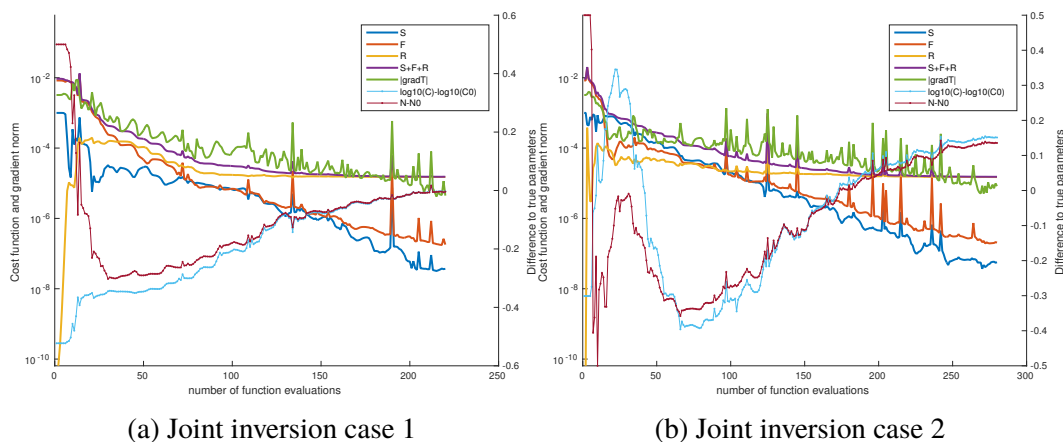 0.6
S
F
R
S+F+R
|gradT|
log10(C)-log10(C0)
N-N0
10^-2
10^-4
10^-6
10^-8
10^-10
0.4
0.2
0
-0.2
-0.4
-0.6
Cost function and gradient norm
Difference to true parameters
0
50
100
150
200
250
number of function evaluations
(a) Joint inversion case 1
0.5
S
F
R
S+F+R
|gradT|
log10(C)-log10(C0)
N-N0
10^-2
10^-4
10^-6
10^-8
10^-10
0.4
0.3
0.2
0.1
0
-0.1
-0.2
-0.3
-0.4
-0.5
Cost function and gradient norm
Difference to true parameters
0
50
100
150
200
250
300
number of function evaluations
(b) Joint inversion case 2